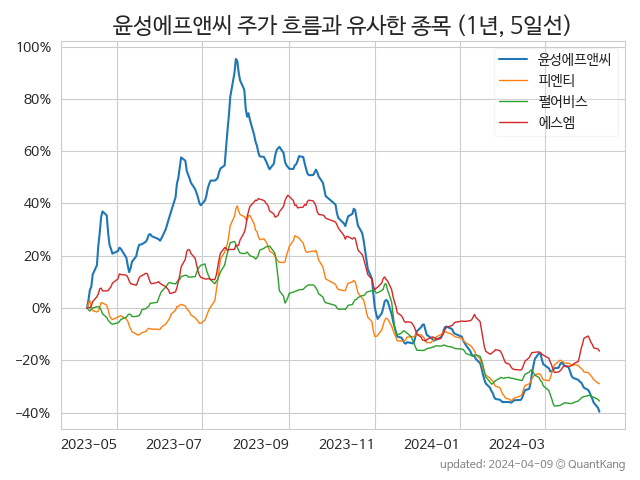 윤성에프앤씨 주가 흐름과 유사한 종목 (1년, 5일선)
윤성에프앤씨
피엔티
펄어비스
에스엠
100%
80%
60%
40%
20%
0%
−20%
−40%
2023-05
2023-07
2023-09
2023-11
2024-01
2024-03
updated: 2024-04-09 © QuantKang